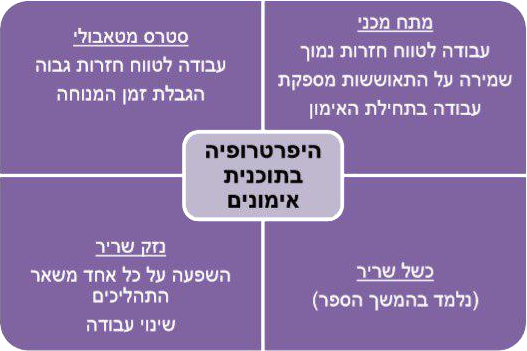 מתח מכני
עבודה לטווח חזרות נמוך
שמירה על התאוששות מספקת
עבודה בתחילת האימון
סטרס מטאבולי
עבודה לטווח חזרות גבוה
הגבלת זמן המנוחה
היפרטרופיה
בתוכנית
אימונים
כשל שריר
(נלמד בהמשך הספר)
נזק שריר
השפעה על כל אחד משאר
התהליכים
שינוי עבודה